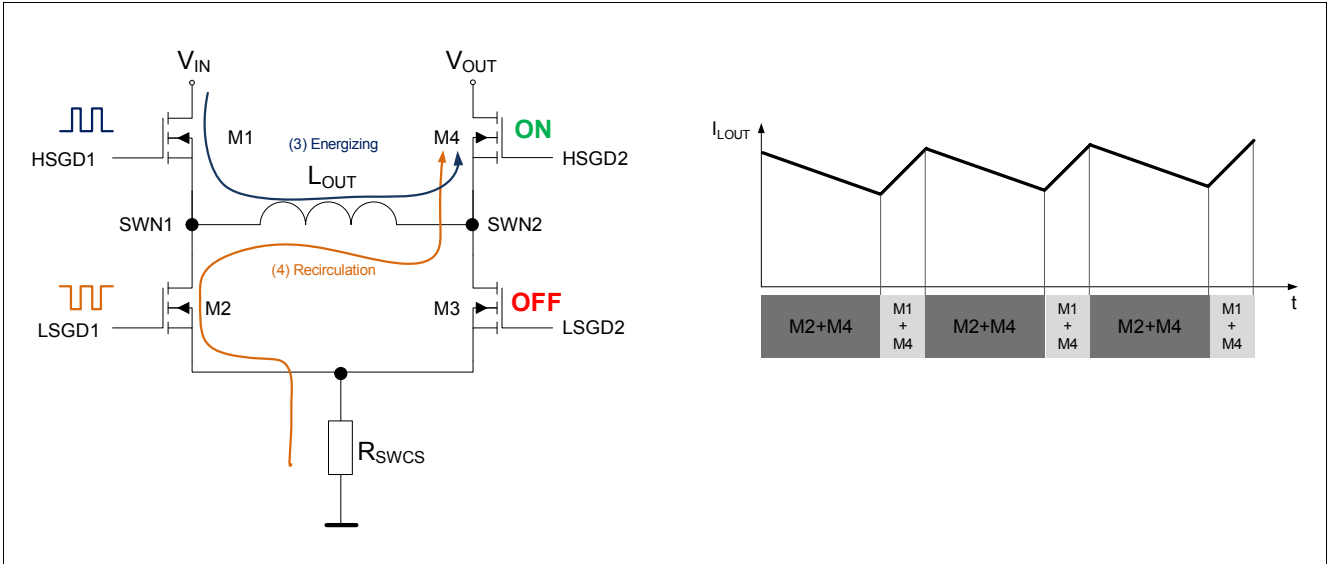 VIN
VOUT
M1
(3) Energizing
M4
ON
HSGD1
HSGD2
LOUT
SWN1
SWN2
(4) Recirculation
M2
M3
OFF
LSGD1
LSGD2
RSWCS
ILOUT
t
M2+M4
M1
+
M4
M2+M4
M1
+
M4
M2+M4
M1
+
M4